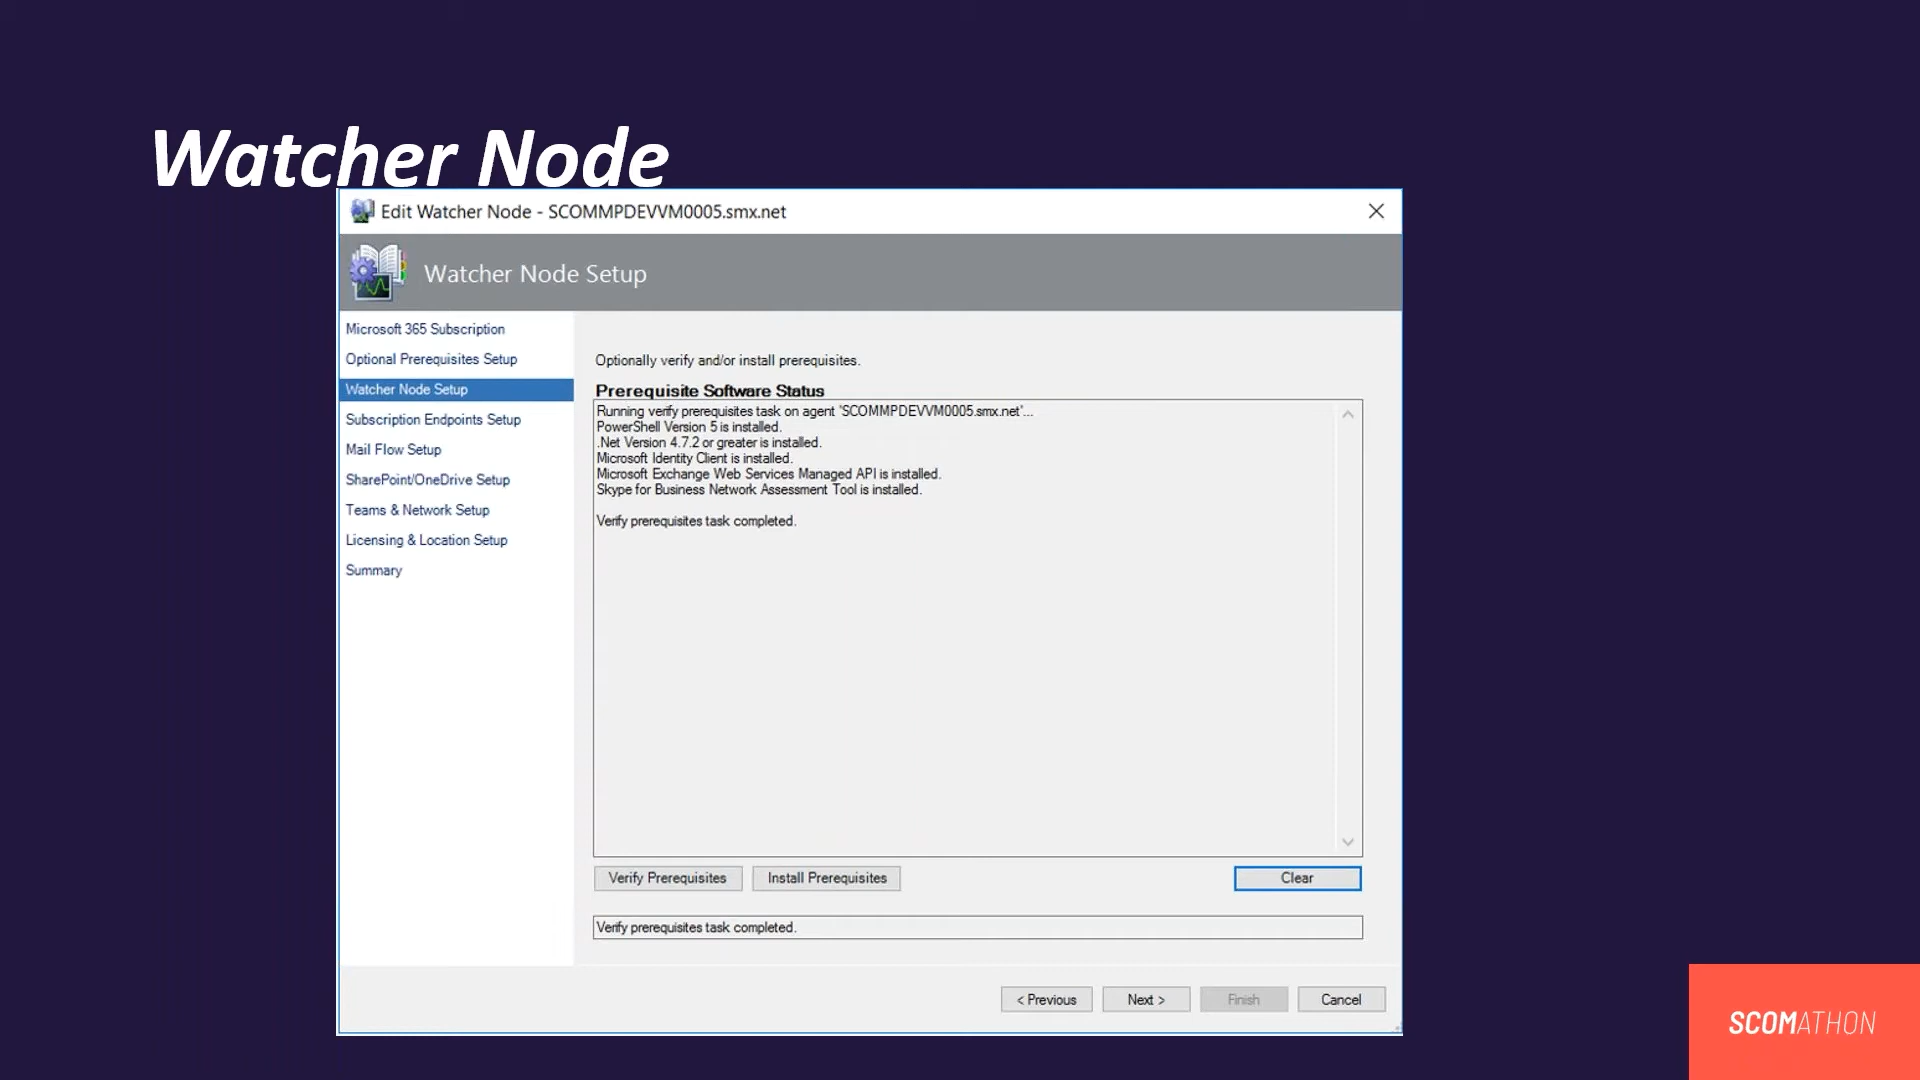 Watcher Node
Edit Watcher Node - SCOMMPDEVVM0005.smx.net
Watcher Node Setup
Microsoft 365 Subscription
Optional Prerequisites Setup
Watcher Node Setup
Subscription Endpoints Setup
Mail Flow Setup
SharePoint/OneDrive Setup
Teams & Network Setup
Licensing & Location Setup
Summary
Optionally verify and/or install prerequisites.
Prerequisite Software Status
Running verify prerequisites task on agent 'SCOMMPDEVVM0005.smx.net'...
PowerShell Version 5 is installed.
.Net Version 4.7.2 or greater is installed.
Microsoft Identity Client is installed.
Microsoft Exchange Web Services Managed API is installed.
Skype for Business Network Assessment Tool is installed.
Verify prerequisites task completed.
Verify Prerequisites
Install Prerequisites
Clear
Verify prerequisites task completed.
< Previous
Next >
Finish
Cancel
SCOMATHON